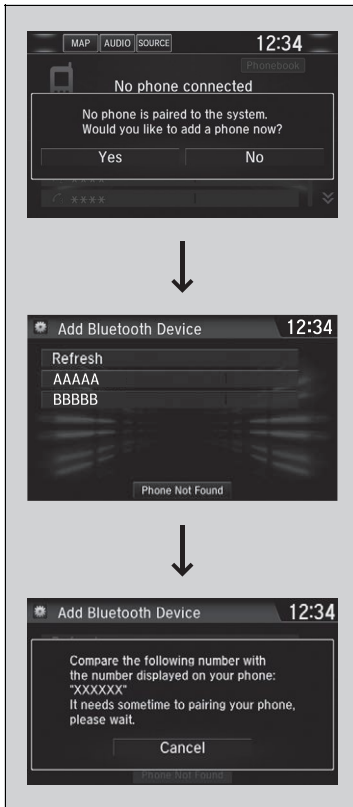 MAP AUDIO SOURCE 12:34
Phonebook
No phone connected
No phone is paired to the system.
Would you like to add a phone now?
Yes No
****
Add Bluetooth Device 12:34
Refresh
AAAAA
BBBBB
Phone Not Found
Add Bluetooth Device 12:34
Compare the following number with
the number displayed on your phone:
"XXXXXX"
It needs sometime to pairing your phone,
please wait.
Cancel
Phone Not Found